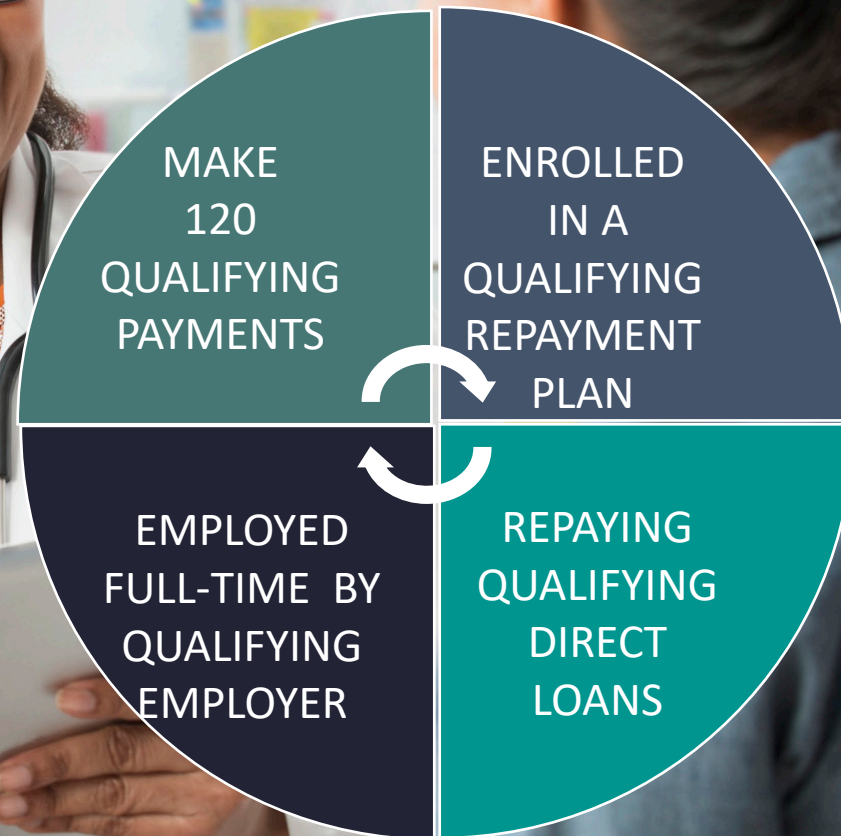 MAKE
120
QUALIFYING
PAYMENTS
ENROLLED
IN A
QUALIFYING
REPAYMENT
PLAN
EMPLOYED
FULL-TIME BY
QUALIFYING
EMPLOYER
REPAYING
QUALIFYING
DIRECT
LOANS